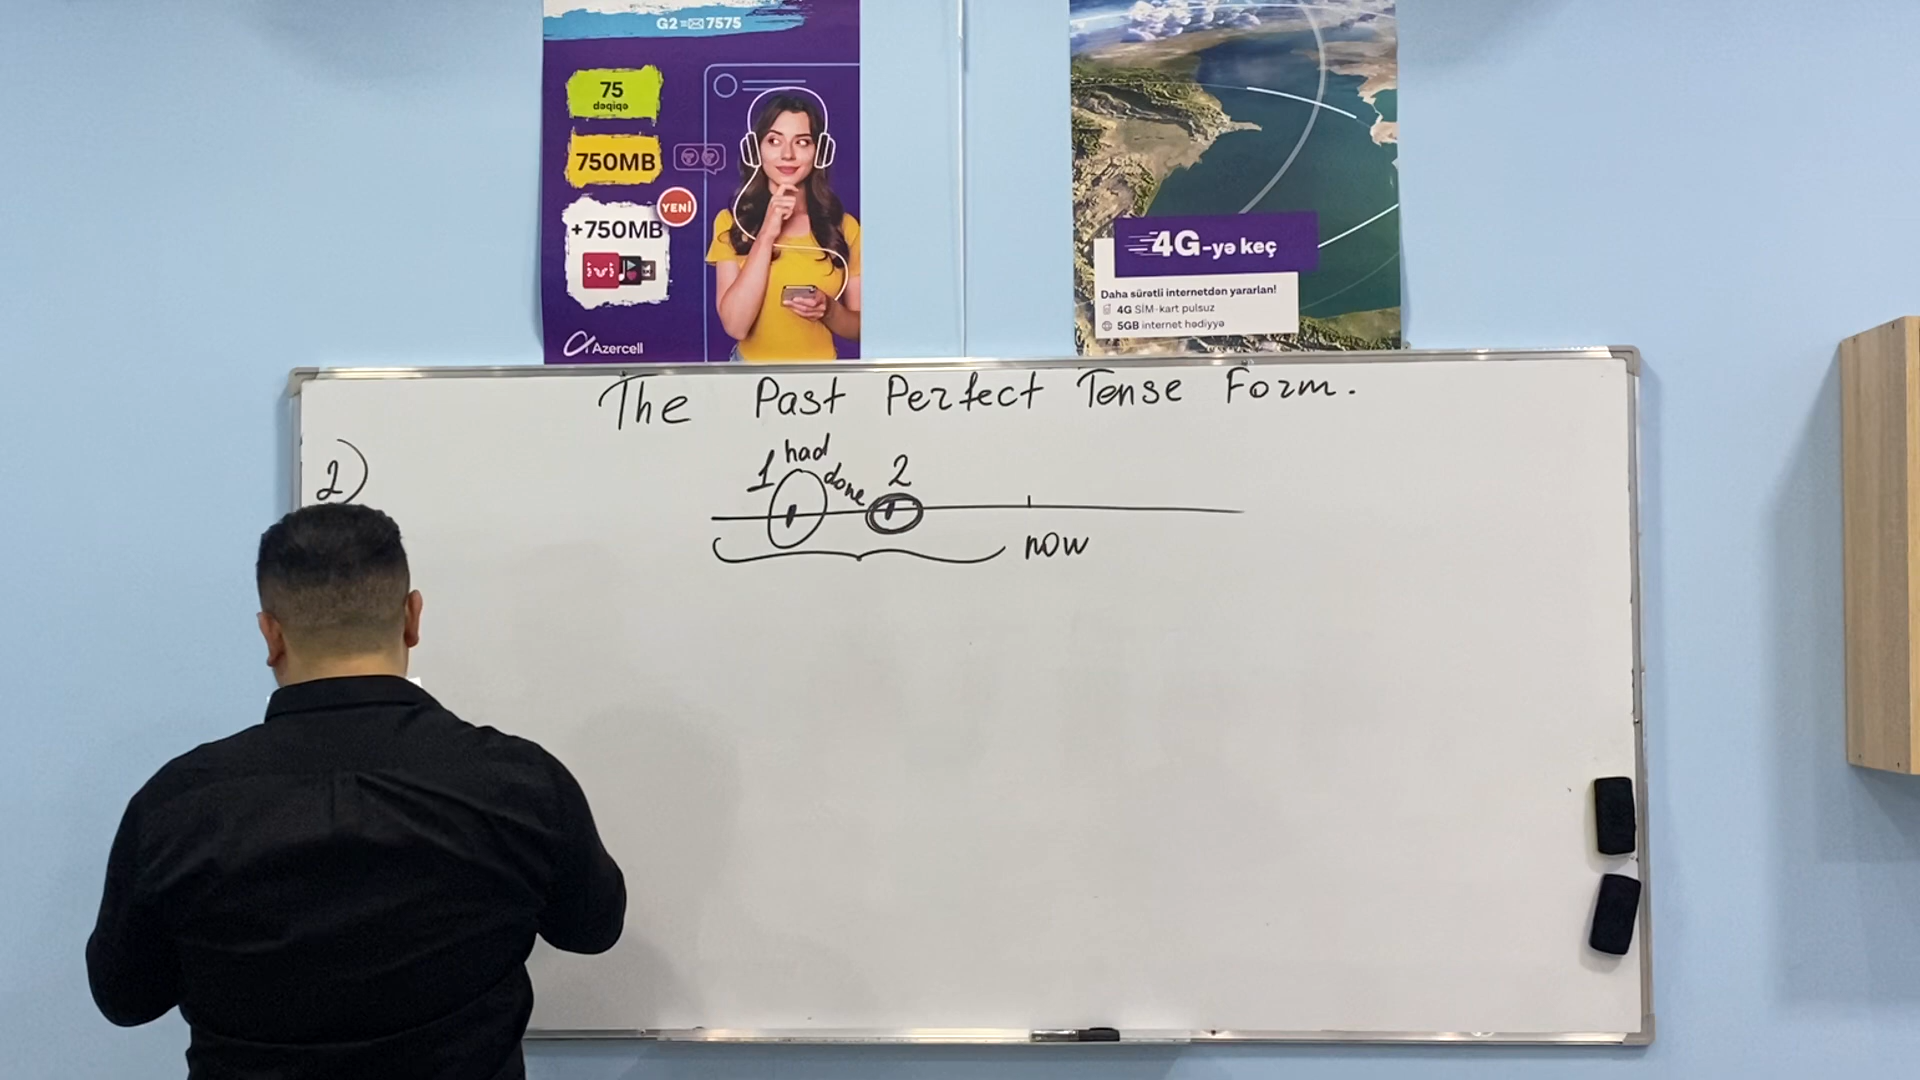 G2=✉7575
75
dəqiqə
750MB
YENİ
+750MB
ivi
Azercell
4G-yə keç
Daha sürətli internetdən yararlan!
4G SİM-kart pulsuz
5GB internet hədiyyə
The Past Perfect Tense Form.
2)
1 had done 2
now